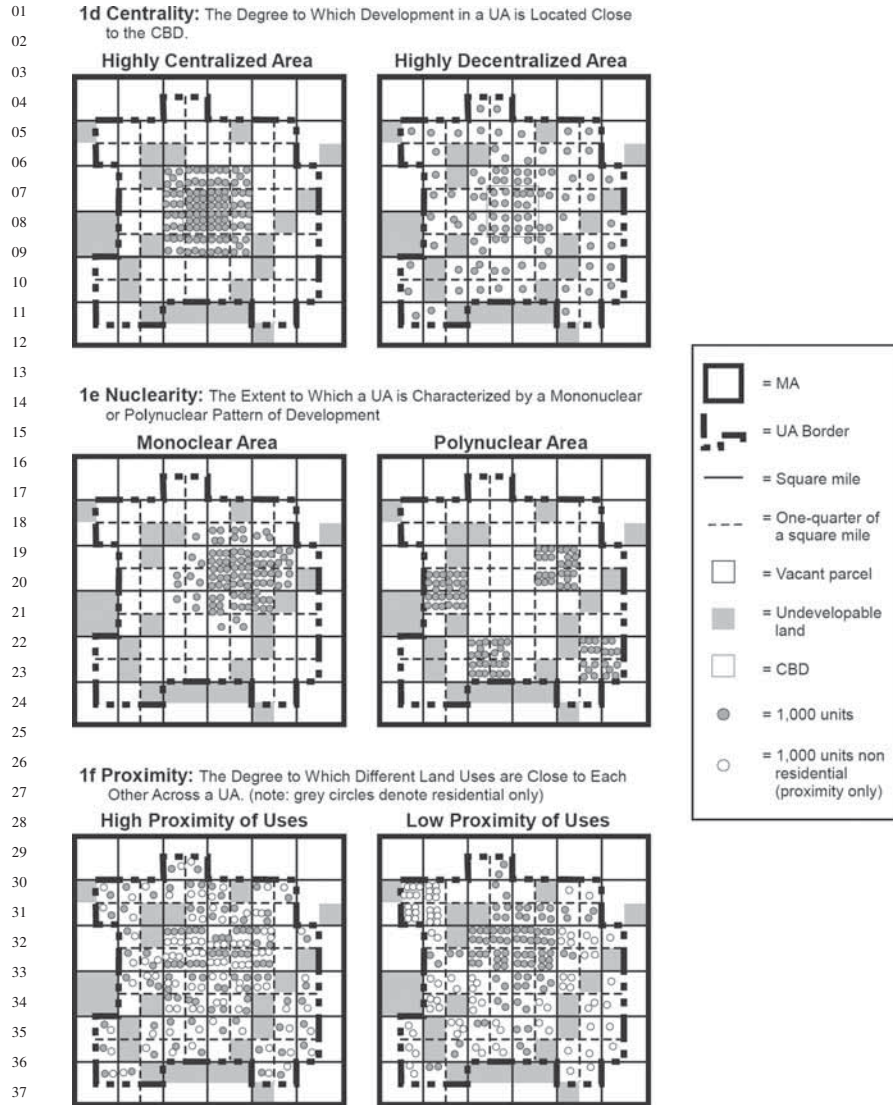 01
02
03
04
05
06
07
08
09
10
11
12
13
14
15
16
17
18
19
20
21
22
23
24
25
26
27
28
29
30
31
32
33
34
35
36
37
1d Centrality: The Degree to Which Development in a UA is Located Close
to the CBD.
Highly Centralized Area
Highly Decentralized Area
1e Nuclearity: The Extent to Which a UA is Characterized by a Mononuclear
or Polynuclear Pattern of Development
Monoclear Area
Polynuclear Area
1f Proximity: The Degree to Which Different Land Uses are Close to Each
Other Across a UA. (note: grey circles denote residential only)
High Proximity of Uses
Low Proximity of Uses
= MA
= UA Border
= Square mile
= One-quarter of
a square mile
= Vacant parcel
= Undevelopable
land
= CBD
= 1,000 units
= 1,000 units non
residential
(proximity only)